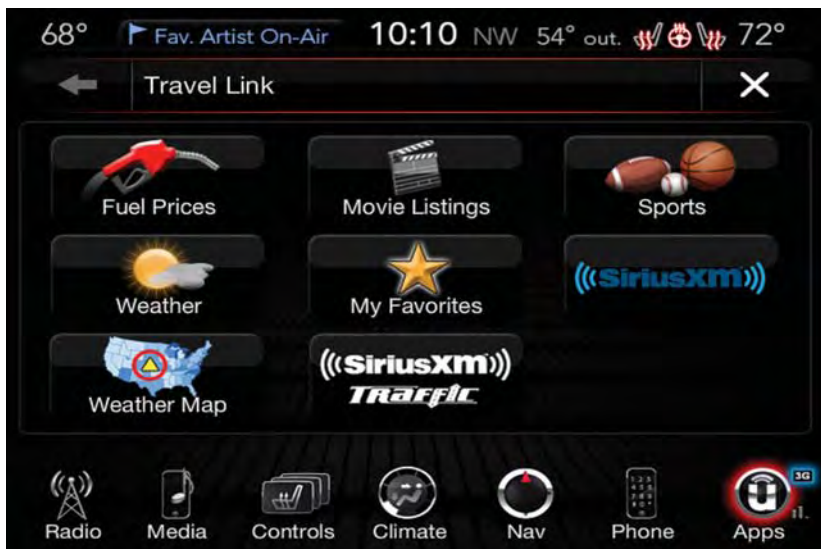 68° Fav. Artist On-Air 10:10 NW 54° out. 72°
Travel Link
Fuel Prices Movie Listings Sports
Weather My Favorites ((SiriusXM))
Weather Map ((SiriusXM))
Traffic
3G
Radio Media Controls Climate Nav Phone Apps